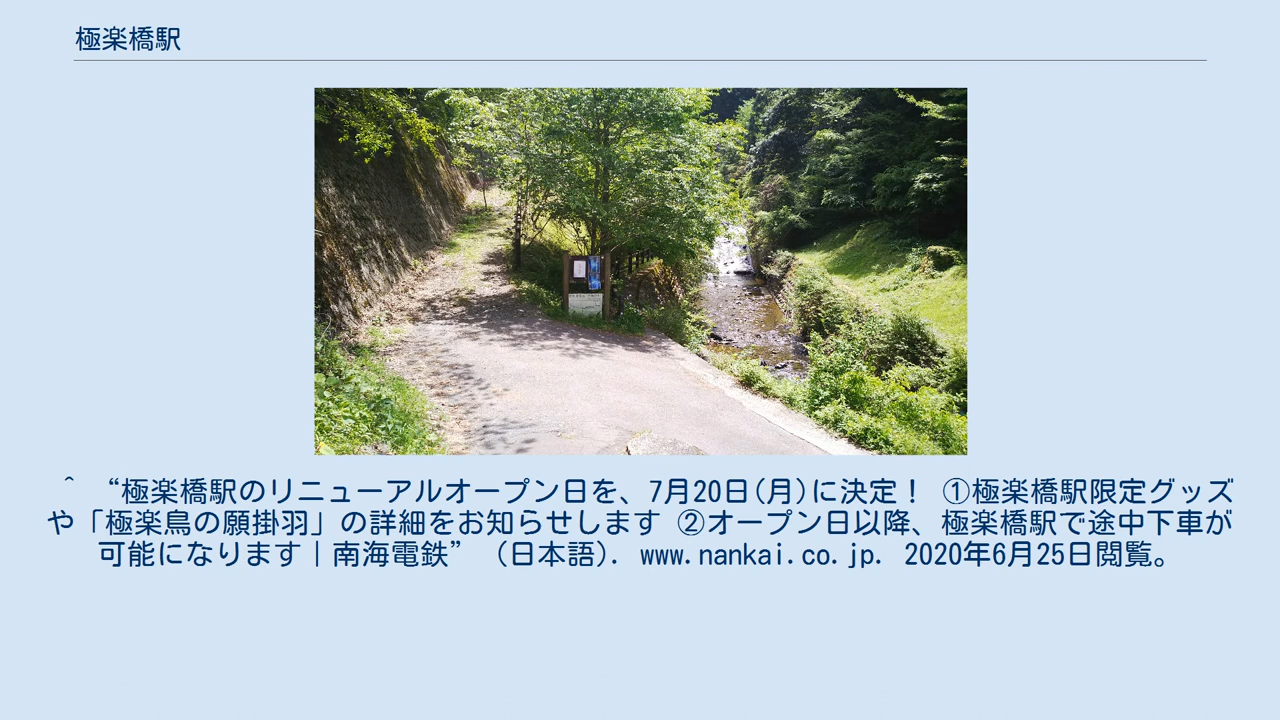 極楽橋駅
^ “極楽橋駅のリニューアルオープン日を、7月20日(月)に決定！ ①極楽橋駅限定グッズ
や「極楽鳥の願掛羽」の詳細をお知らせします ②オープン日以降、極楽橋駅で途中下車が
可能になります｜南海電鉄” (日本語). www.nankai.co.jp. 2020年6月25日閲覧。